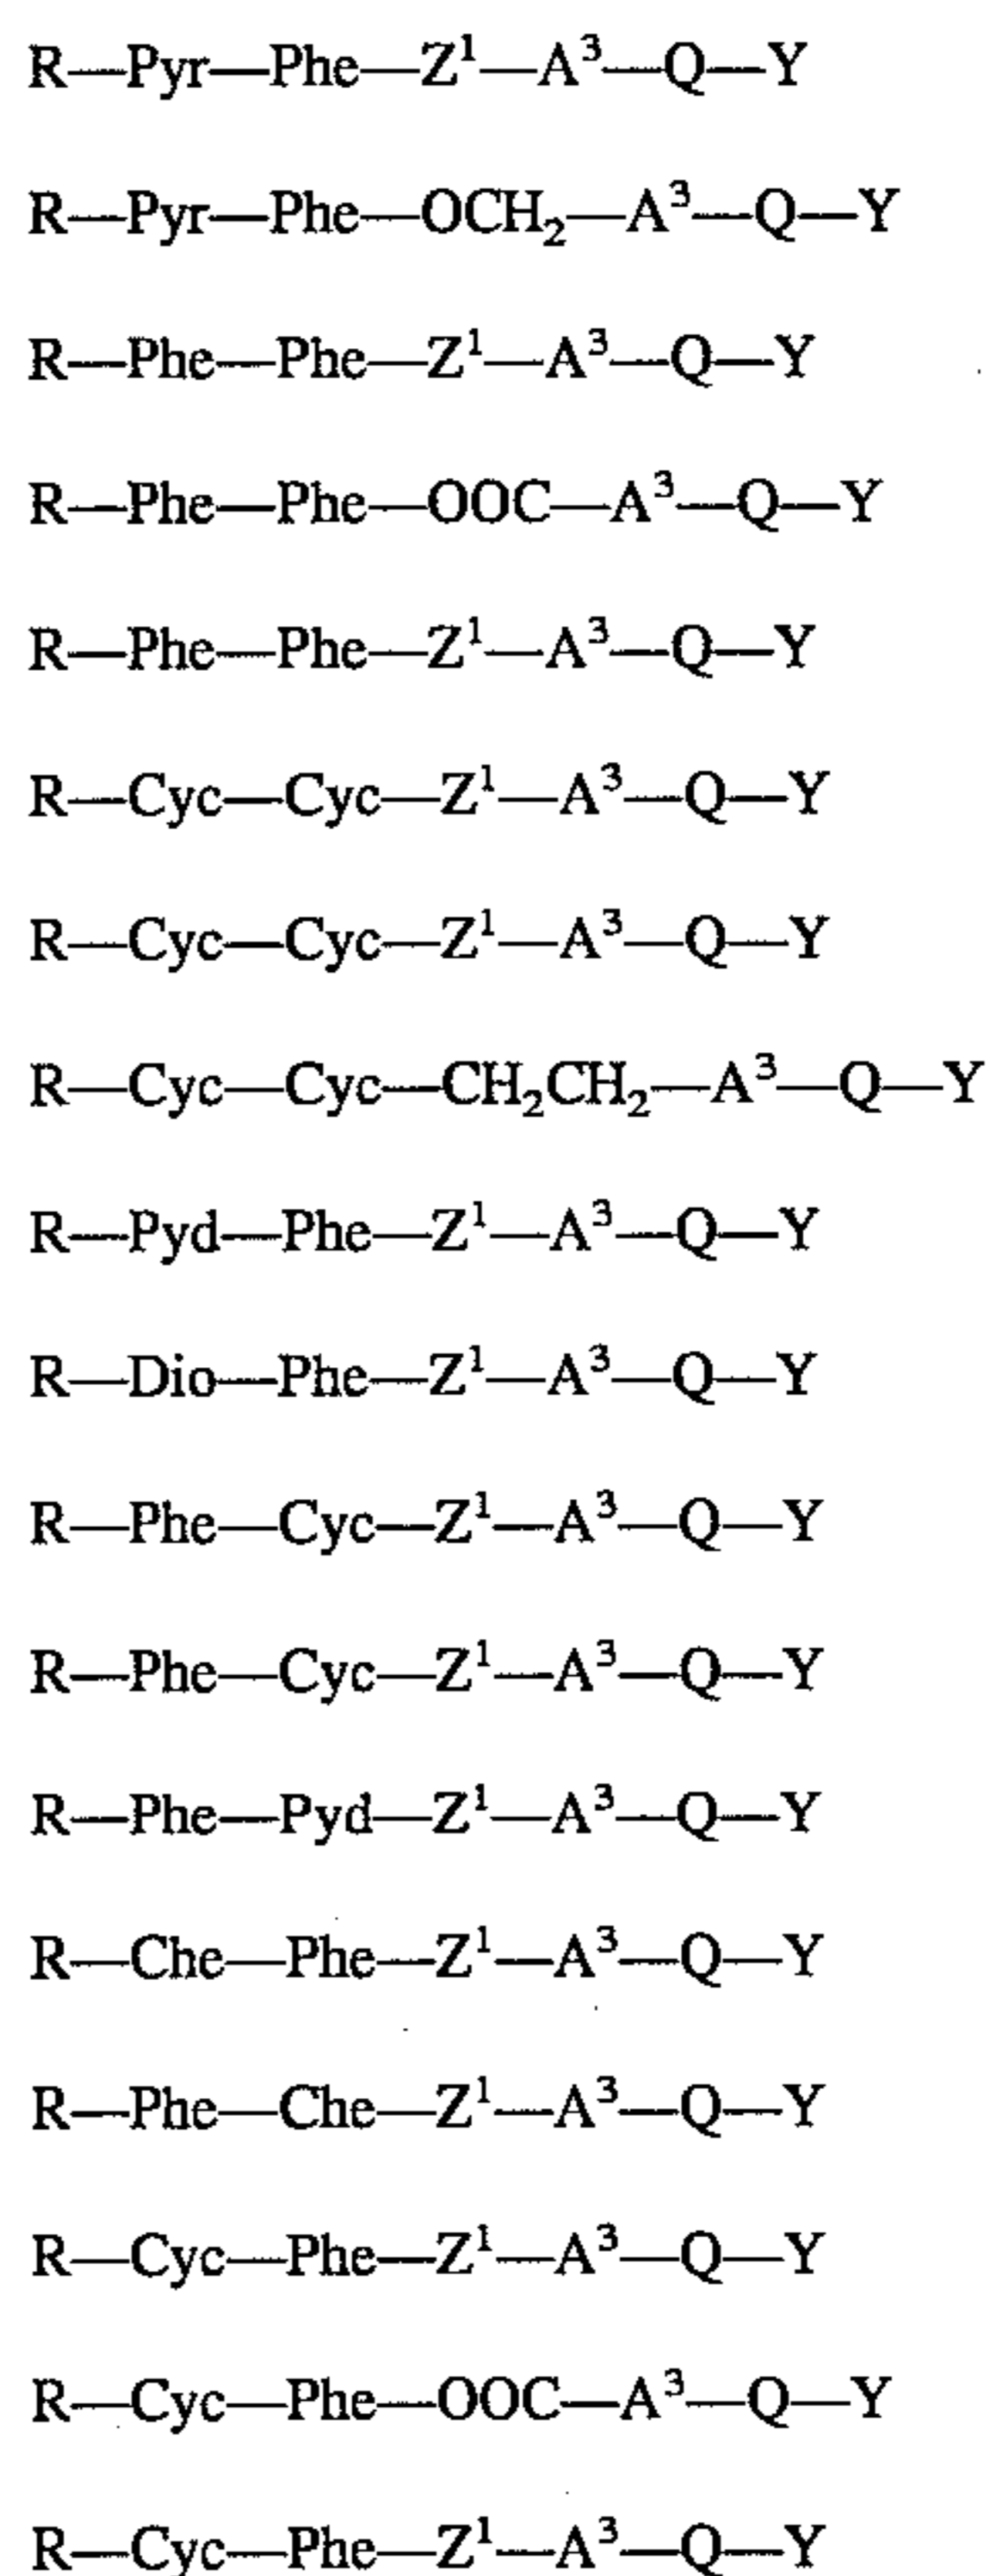 R—Pyr—Phe—Z¹—A³—Q—Y
R—Pyr—Phe—OCH₂—A³—Q—Y
R—Phe—Phe—Z¹—A³—Q—Y
R—Phe—Phe—OOC—A³—Q—Y
R—Phe—Phe—Z¹—A³—Q—Y
R—Cyc—Cyc—Z¹—A³—Q—Y
R—Cyc—Cyc—Z¹—A³—Q—Y
R—Cyc—Cyc—CH₂CH₂—A³—Q—Y
R—Pyd—Phe—Z¹—A³—Q—Y
R—Dio—Phe—Z¹—A³—Q—Y
R—Phe—Cyc—Z¹—A³—Q—Y
R—Phe—Cyc—Z¹—A³—Q—Y
R—Phe—Pyd—Z¹—A³—Q—Y
R—Che—Phe—Z¹—A³—Q—Y
R—Phe—Che—Z¹—A³—Q—Y
R—Cyc—Phe—Z¹—A³—Q—Y
R—Cyc—Phe—OOC—A³—Q—Y
R—Cyc—Phe—Z¹—A³—Q—Y